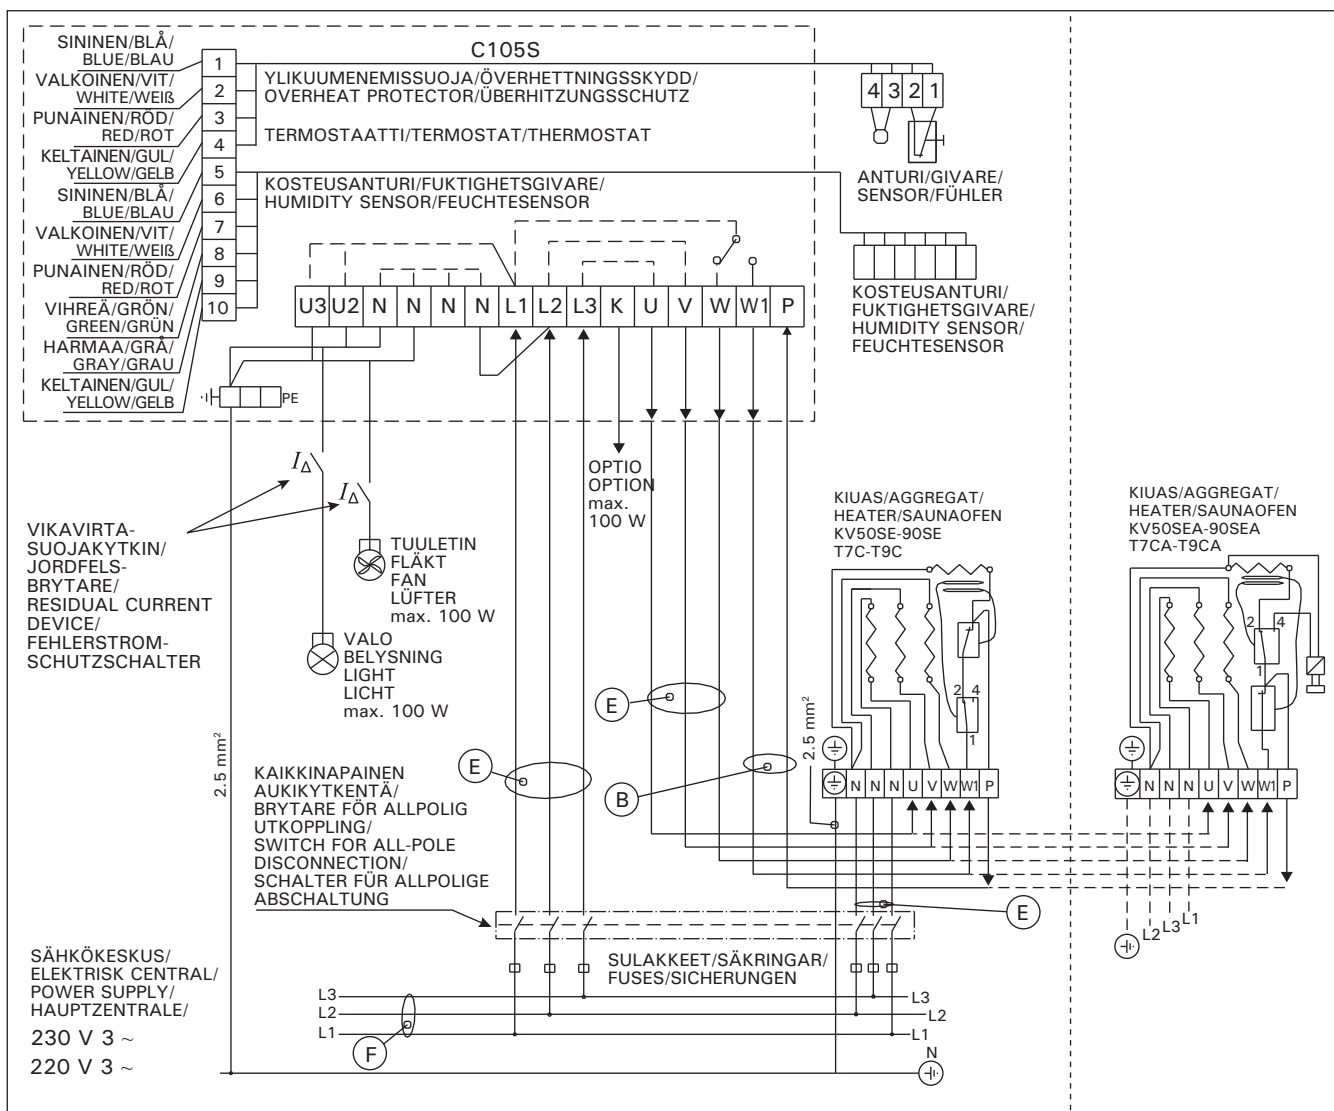 C105S
SININEN/BLÅ/
BLUE/BLAU
VALKOINEN/VIT/
WHITE/WEIß
PUNAINEN/RÖD/
RED/ROT
KELTAINEN/GUL/
YELLOW/GELB
SININEN/BLÅ/
BLUE/BLAU
VALKOINEN/VIT/
WHITE/WEIß
PUNAINEN/RÖD/
RED/ROT
VIHREÄ/GRÖN/
GREEN/GRÜN
HARMAA/GRÅ/
GRAY/GRAU
KELTAINEN/GUL/
YELLOW/GELB
1
2
3
4
5
6
7
8
9
10
YLIKUUMENEMISSUOJA/ÖVERHETTNINGSSKYDD/
OVERHEAT PROTECTOR/ÜBERHITZUNGSSCHUTZ
TERMOSTAATTI/TERMOSTAT/THERMOSTAT
KOSTEUSANTURI/FUKTIGHETSGIVARE/
HUMIDITY SENSOR/FEUCHTESENSOR
4 3 2 1
ANTURI/GIVARE/
SENSOR/FÜHLER
KOSTEUSANTURI/
FUKTIGHETSGIVARE/
HUMIDITY SENSOR/
FEUCHTESENSOR
U3 U2 N N N N L1 L2 L3 K U V W W1 P
PE
OPTIO
OPTION
max.
100 W
I∆
I∆
VIKAVIRTA-
SUOJAKYTKIN/
JORDFELS-
BRYTARE/
RESIDUAL CURRENT
DEVICE/
FEHLERSTROM-
SCHUTZSCHALTER
TUULETIN
FLÄKT
FAN
LÜFTER
max. 100 W
VALO
BELYSNING
LIGHT
LICHT
max. 100 W
KIUAS/AGGREGAT/
HEATER/SAUNAOFEN
KV50SE-90SE
T7C-T9C
2 4
1
N N N U V W W1 P
KIUAS/AGGREGAT/
HEATER/SAUNAOFEN
KV50SEA-90SEA
T7CA-T9CA
2 4
1
N N N U V W W1 P
L2 L3 L1
2.5 mm²
2.5 mm²
E
E
B
E
F
KAIKKINAPAINEN
AUKIKYTKENTÄ/
BRYTARE FÖR ALLPOLIG
UTKOPPLING/
SWITCH FOR ALL-POLE
DISCONNECTION/
SCHALTER FÜR ALLPOLIGE
ABSCHALTUNG
SULAKKEET/SÄKRINGAR/
FUSES/SICHERUNGEN
SÄHKÖKESKUS/
ELEKTRISK CENTRAL/
POWER SUPPLY/
HAUPTZENTRALE/
230 V 3 ~
220 V 3 ~
L3
L2
L1
L3
L2
L1
N